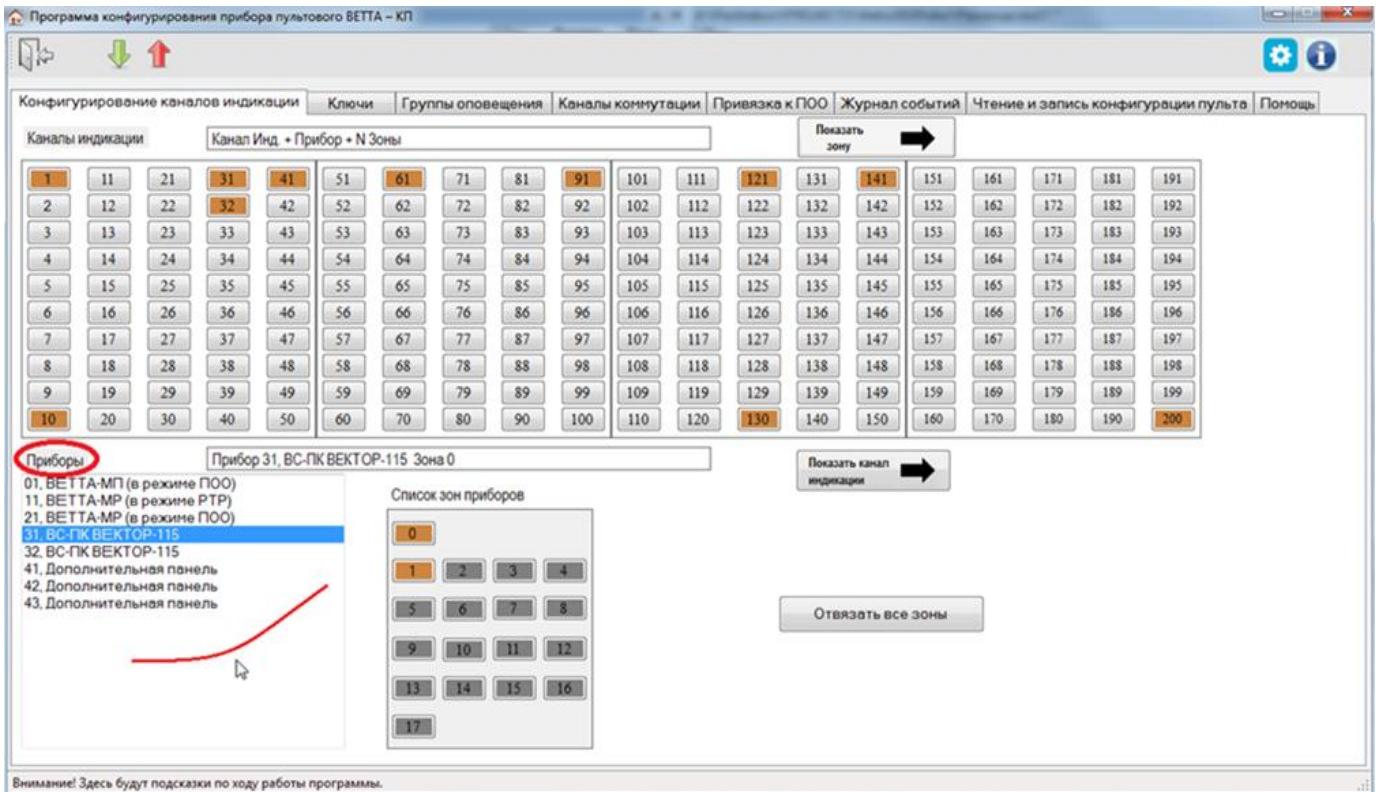 Программа конфигурирования прибора пультового ВЕТТА – КП
Конфигурирование каналов индикации Ключи Группы оповещения Каналы коммутации Привязка к ПОО Журнал событий Чтение и запись конфигурации пульта Помощь
Каналы индикации Канал Инд. + Прибор + N Зоны Показать зону
1 11 21 31 41 51 61 71 81 91 101 111 121 131 141 151 161 171 181 191
2 12 22 32 42 52 62 72 82 92 102 112 122 132 142 152 162 172 182 192
3 13 23 33 43 53 63 73 83 93 103 113 123 133 143 153 163 173 183 193
4 14 24 34 44 54 64 74 84 94 104 114 124 134 144 154 164 174 184 194
5 15 25 35 45 55 65 75 85 95 105 115 125 135 145 155 165 175 185 195
6 16 26 36 46 56 66 76 86 96 106 116 126 136 146 156 166 176 186 196
7 17 27 37 47 57 67 77 87 97 107 117 127 137 147 157 167 177 187 197
8 18 28 38 48 58 68 78 88 98 108 118 128 138 148 158 168 178 188 198
9 19 29 39 49 59 69 79 89 99 109 119 129 139 149 159 169 179 189 199
10 20 30 40 50 60 70 80 90 100 110 120 130 140 150 160 170 180 190 200
Приборы Прибор 31, ВС-ПК ВЕКТОР-115 Зона 0 Показать канал индикации
01, ВЕТТА-МП (в режиме ПОО)
11, ВЕТТА-МР (в режиме РТР)
21, ВЕТТА-МР (в режиме ПОО)
31, ВС-ПК ВЕКТОР-115
32, ВС-ПК ВЕКТОР-115
41, Дополнительная панель
42, Дополнительная панель
43, Дополнительная панель
Список зон приборов
0
1 2 3 4
5 6 7 8
9 10 11 12
13 14 15 16
17
Отвязать все зоны
Внимание! Здесь будут подсказки по ходу работы программы.